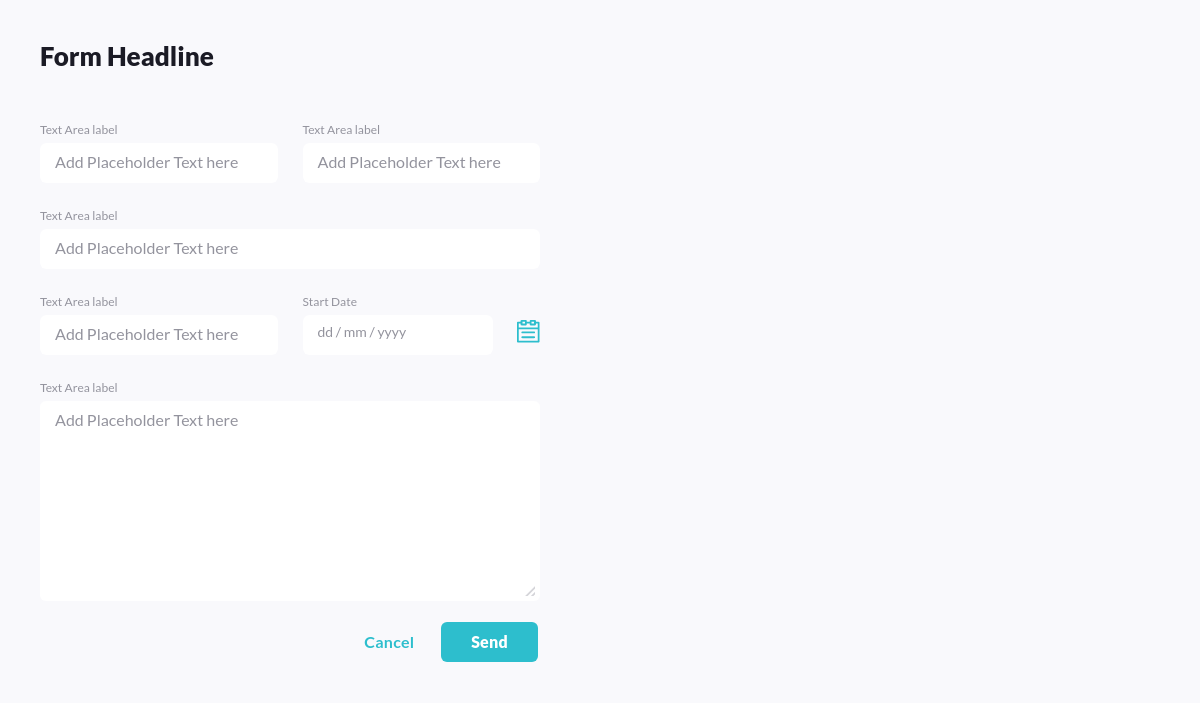 Form Headline
Text Area label
Text Area label
Add Placeholder Text here
Add Placeholder Text here
Text Area label
Add Placeholder Text here
Text Area label
Start Date
Add Placeholder Text here
dd / mm / yyyy
Text Area label
Add Placeholder Text here
Cancel
Send